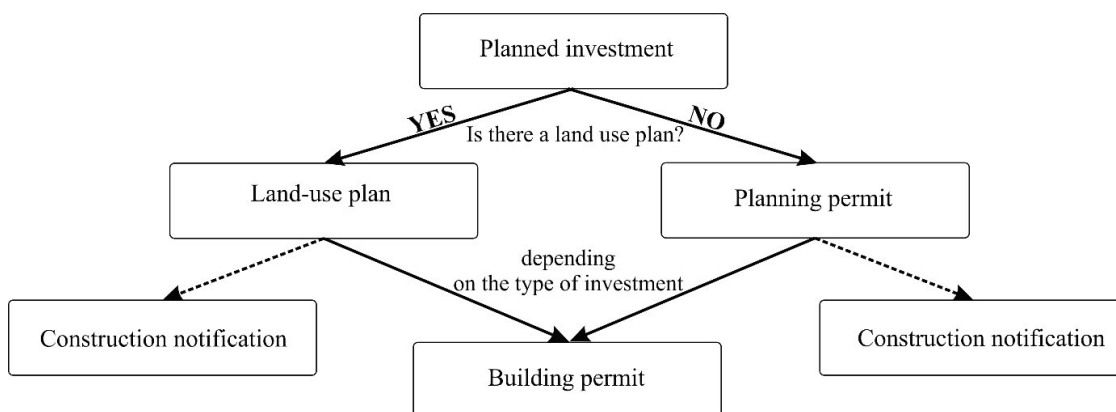 Planned investment
YES
NO
Is there a land use plan?
Land-use plan
Planning permit
depending
on the type of investment
Construction notification
Construction notification
Building permit